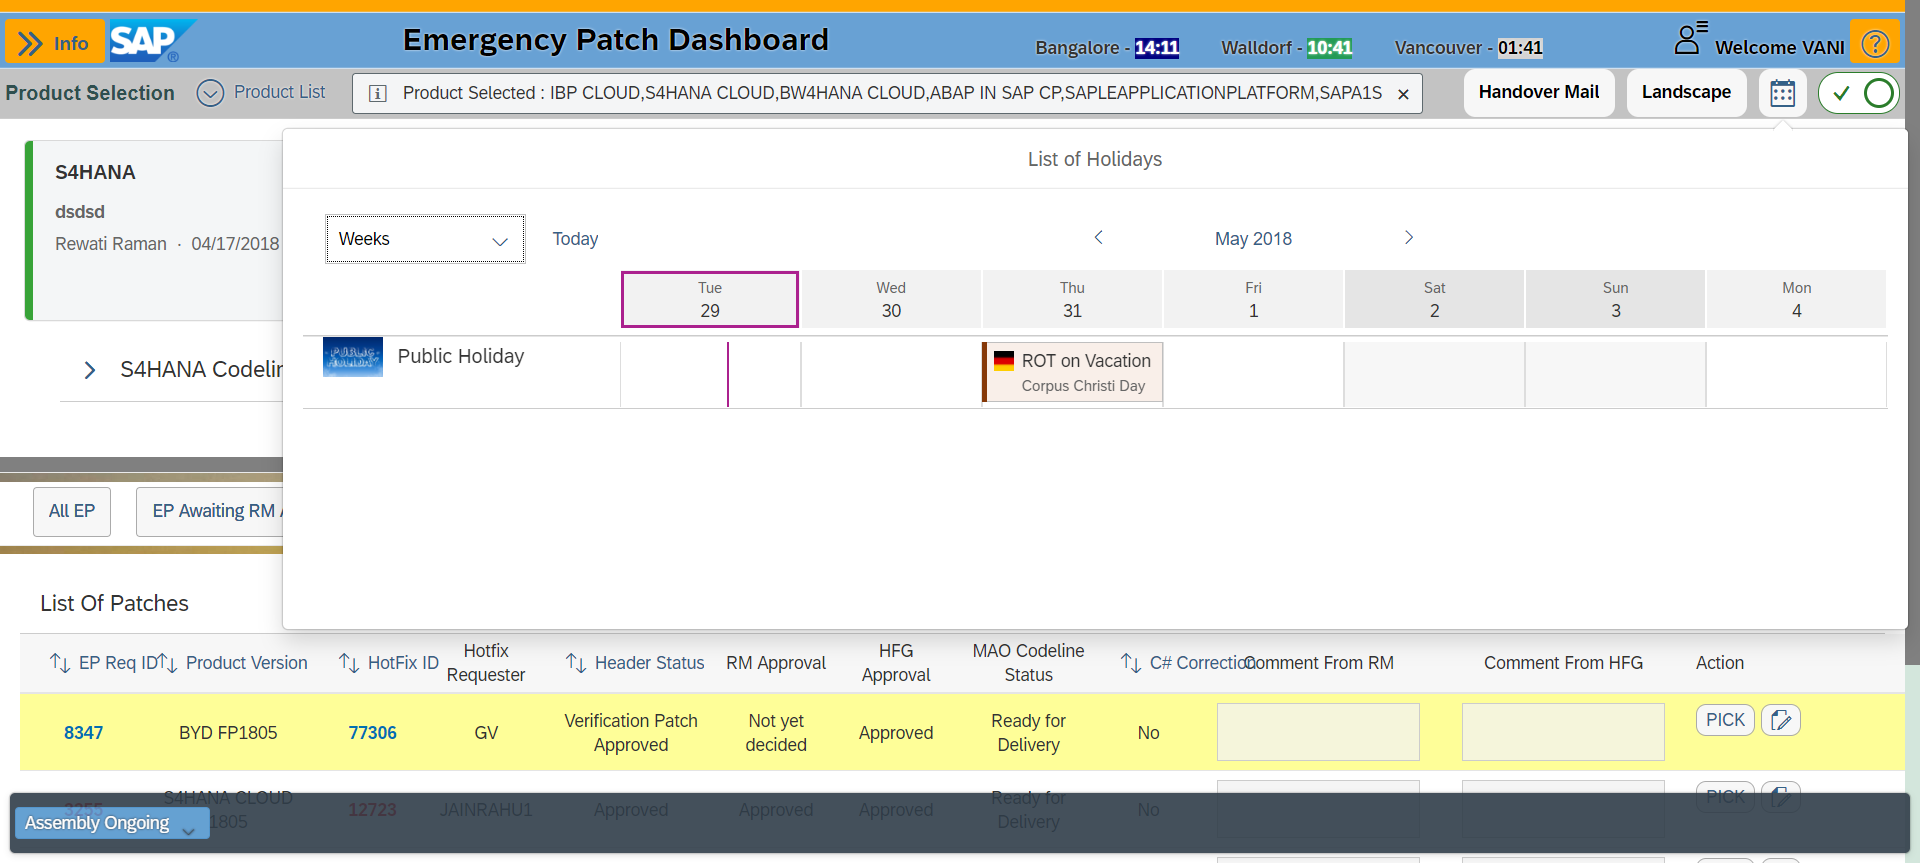 Info
SAP
Emergency Patch Dashboard
Bangalore - 14:11
Walldorf - 10:41
Vancouver - 01:41
Welcome VANI
Product Selection
Product List
Product Selected : IBP CLOUD,S4HANA CLOUD,BW4HANA CLOUD,ABAP IN SAP CP,SAPLEAPPLICATIONPLATFORM,SAPA1S
Handover Mail
Landscape
S4HANA
dsdsd
Rewati Raman · 04/17/2018
S4HANA Codelin
All EP
EP Awaiting RM A
List of Holidays
Weeks
Today
May 2018
Tue 29
Wed 30
Thu 31
Fri 1
Sat 2
Sun 3
Mon 4
PUBLIC HOLIDAY
Public Holiday
ROT on Vacation
Corpus Christi Day
List Of Patches
EP Req ID
Product Version
HotFix ID
Hotfix Requester
Header Status
RM Approval
HFG Approval
MAO Codeline Status
C# Correction
Comment From RM
Comment From HFG
Action
8347
BYD FP1805
77306
GV
Verification Patch Approved
Not yet decided
Approved
Ready for Delivery
No
PICK
3255
S4HANA CLOUD
1805
12723
JAINRAHU1
Approved
Approved
Approved
Ready for Delivery
No
PICK
Assembly Ongoing